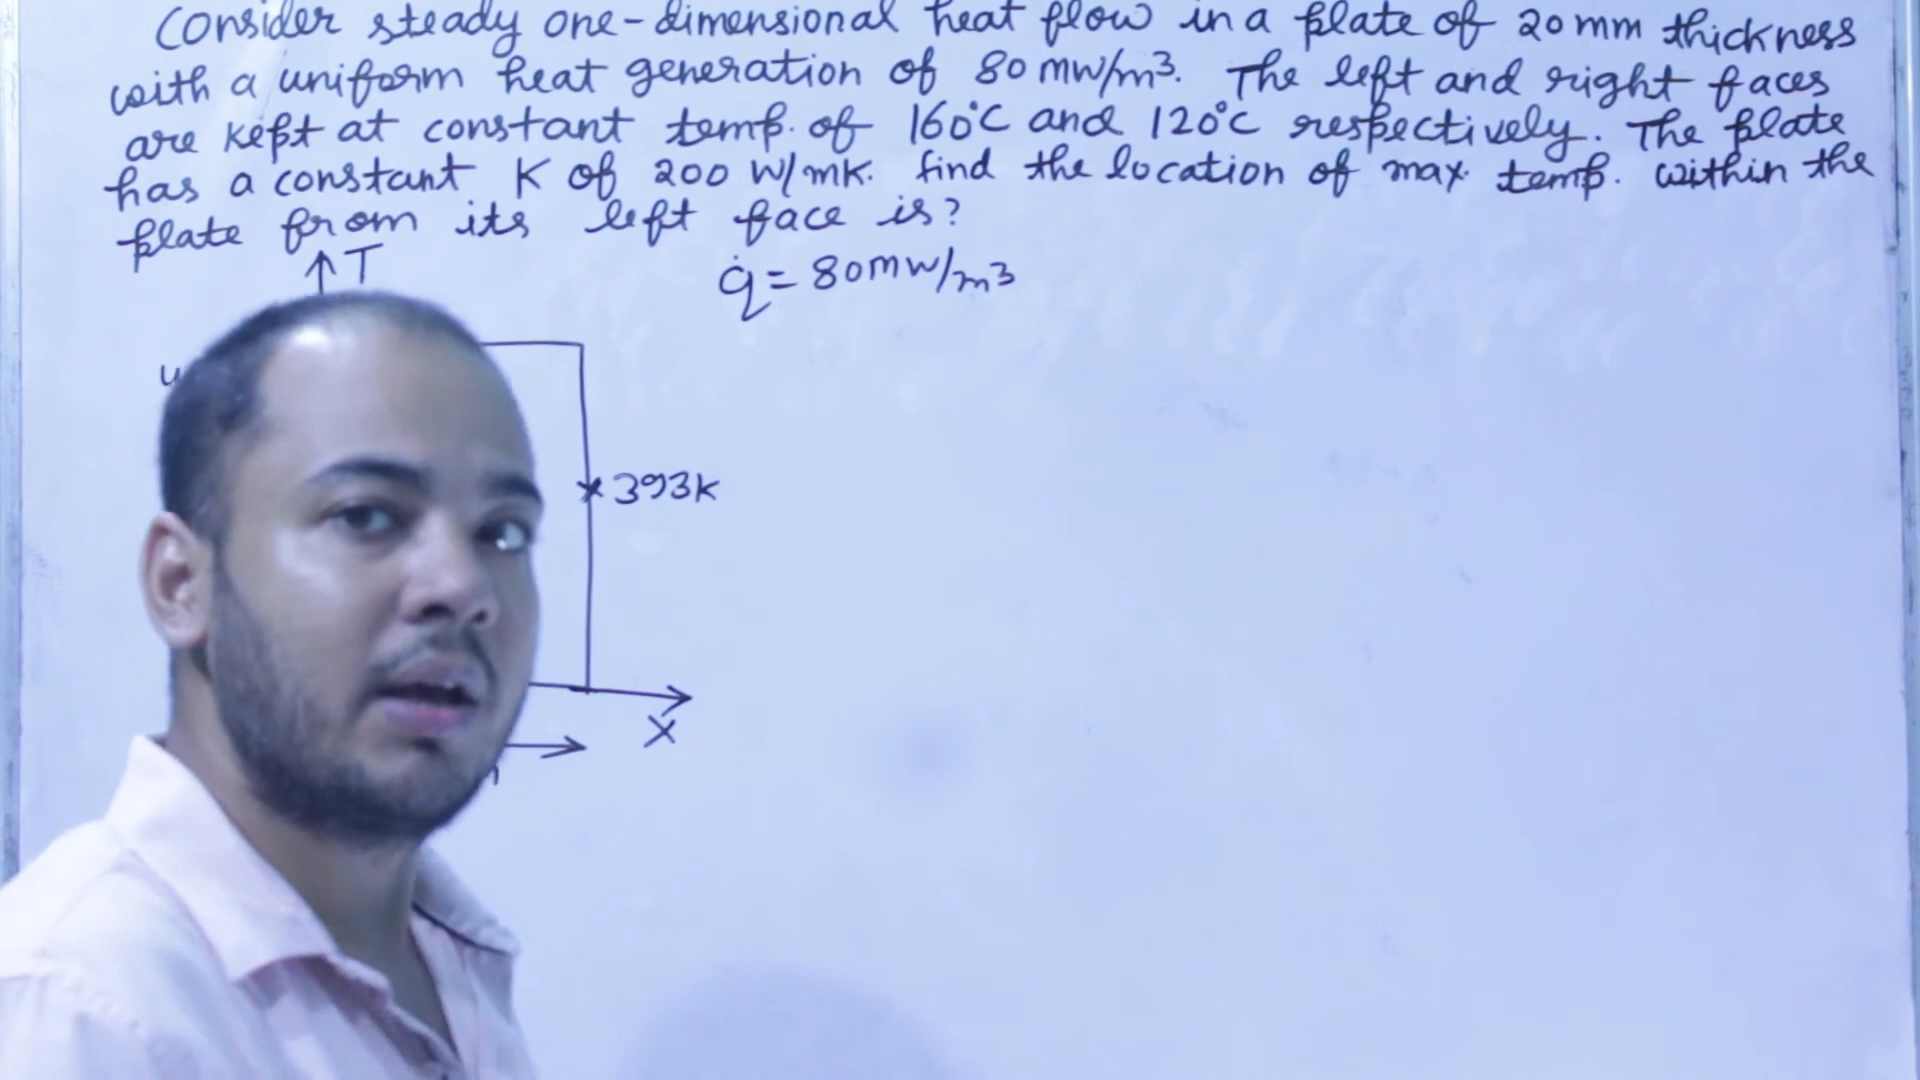 Consider steady one-dimensional heat flow in a plate of 20mm thickness
with a uniform heat generation of 80 mw/m³. The left and right faces
are kept at constant temp. of 160°C and 120°C respectively. The plate
has a constant K of 200 W/mK. find the location of max. temp. within the
plate from its left face is?
T
q̇ = 80mw/m³
393K
X